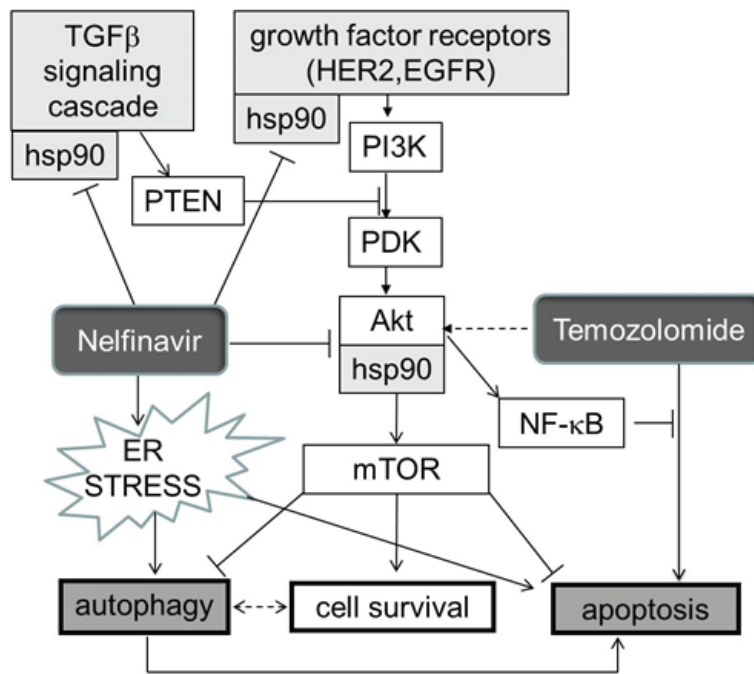 TGFβ
signaling
cascade
hsp90
growth factor receptors
(HER2,EGFR)
hsp90
PI3K
PTEN
PDK
Nelfinavir
Akt
hsp90
Temozolomide
NF-κB
ER
STRESS
mTOR
autophagy
cell survival
apoptosis